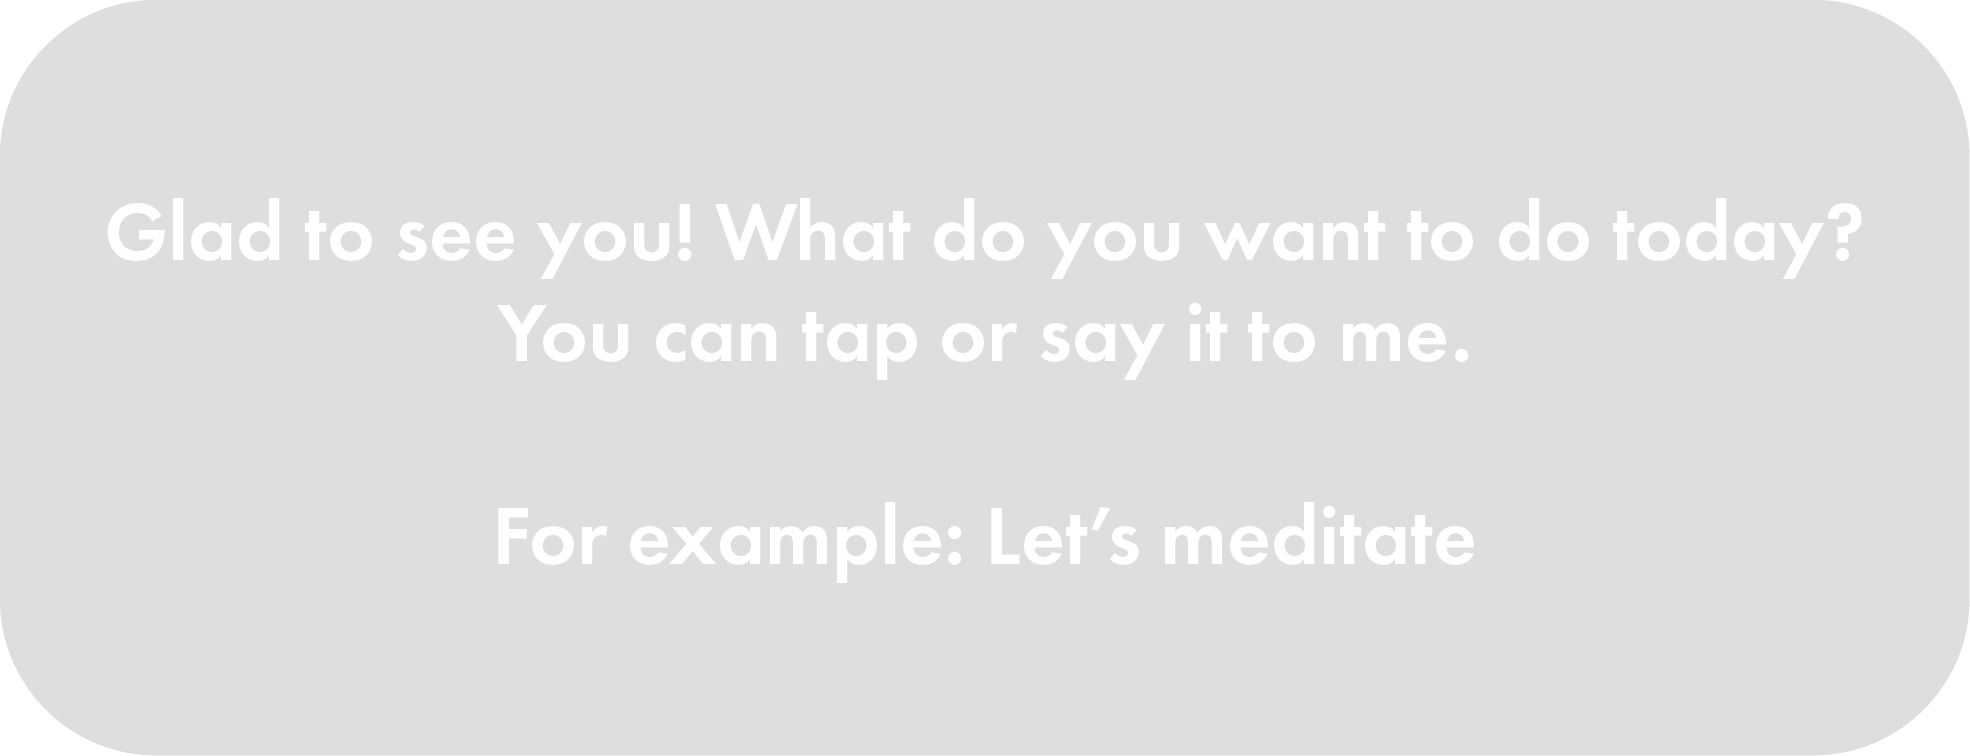 Glad to see you! What do you want to do today?
You can tap or say it to me.
For example: Let’s meditate